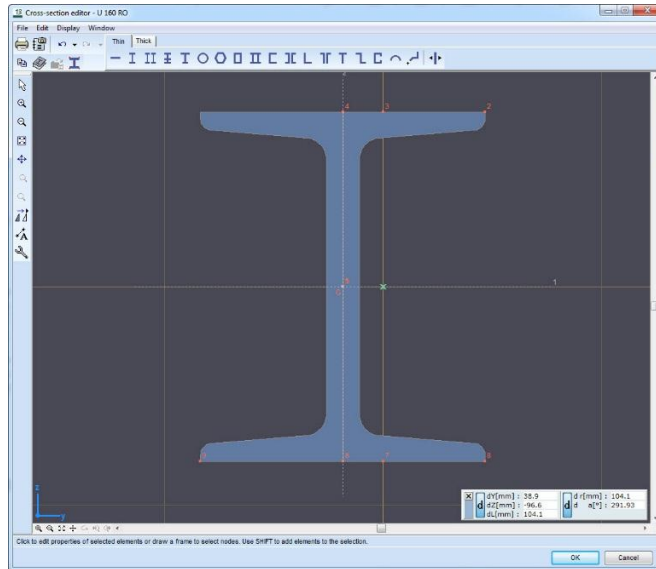 Cross-section editor - U 160 RO
File Edit Display Window
Thin Thick
4 3 2
1
G
6 7 8
z
y
dY[mm] : 38.9 d r[mm] : 104.1
d dZ[mm] : -96.6 d a[°] : 291.93
dL[mm] : 104.1
Click to edit properties of selected elements or draw a frame to select nodes. Use SHIFT to add elements to the selection.
OK Cancel